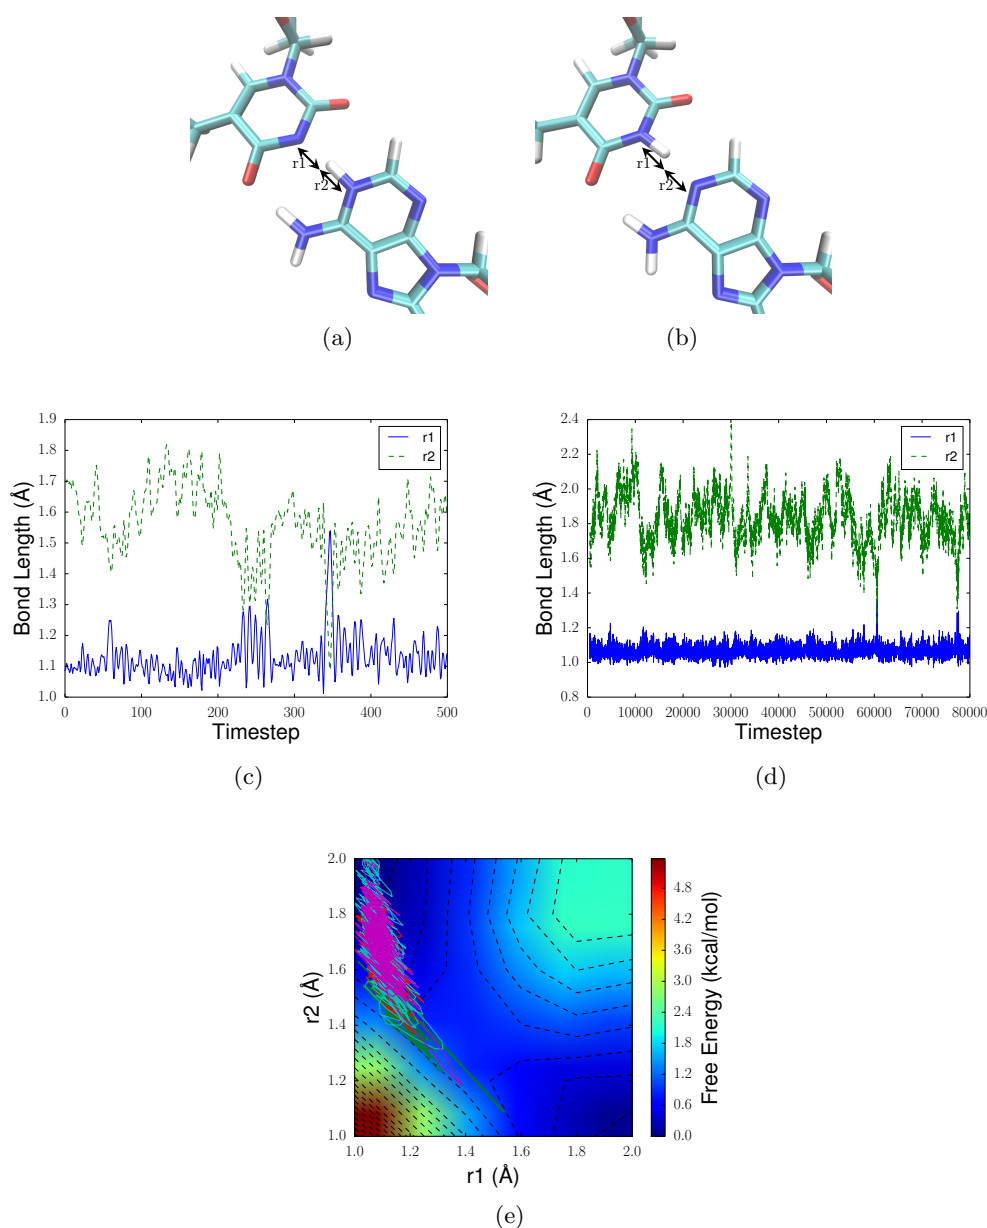 r1
r2
r1
r2
(a)
(b)
1.9
1.8
1.7
1.6
1.5
1.4
1.3
1.2
1.1
1.0
Bond Length (Å)
r1
r2
0 100 200 300 400 500
Timestep
(c)
2.4
2.2
2.0
1.8
1.6
1.4
1.2
1.0
0.8
Bond Length (Å)
r1
r2
0 10000 20000 30000 40000 50000 60000 70000 80000
Timestep
(d)
2.0
1.8
1.6
1.4
1.2
1.0
r2 (Å)
1.0 1.2 1.4 1.6 1.8 2.0
r1 (Å)
4.8
4.2
3.6
3.0
2.4
1.8
1.2
0.6
0.0
Free Energy (kcal/mol)
(e)